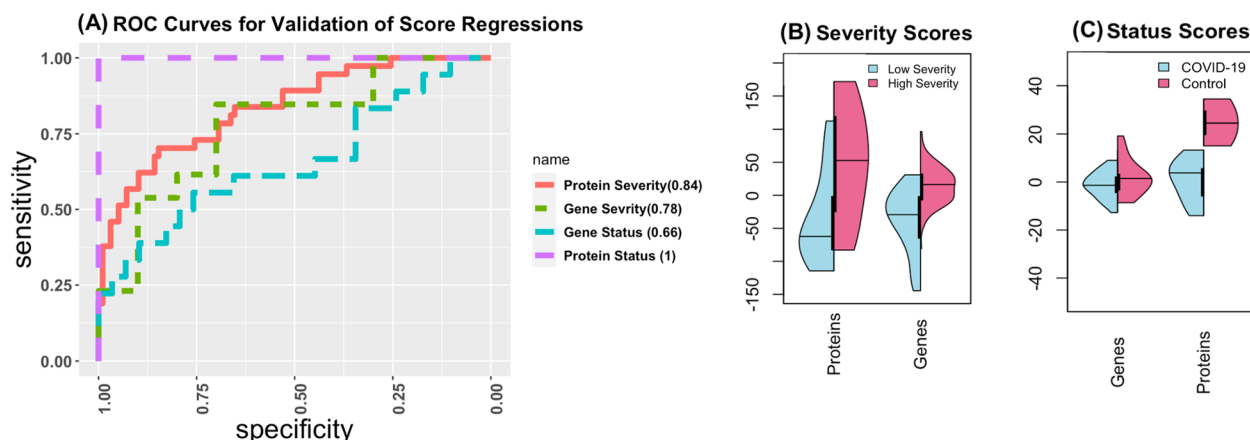 (A) ROC Curves for Validation of Score Regressions
1.00
0.75
0.50
0.25
0.00
sensitivity
1.00
0.75
0.50
0.25
0.00
specificity
name
Protein Severity(0.84)
Gene Sevrity(0.78)
Gene Status (0.66)
Protein Status (1)
(B) Severity Scores
Low Severity
High Severity
150
50
0
-50
-150
Proteins
Genes
(C) Status Scores
COVID-19
Control
40
20
0
-20
-40
Genes
Proteins